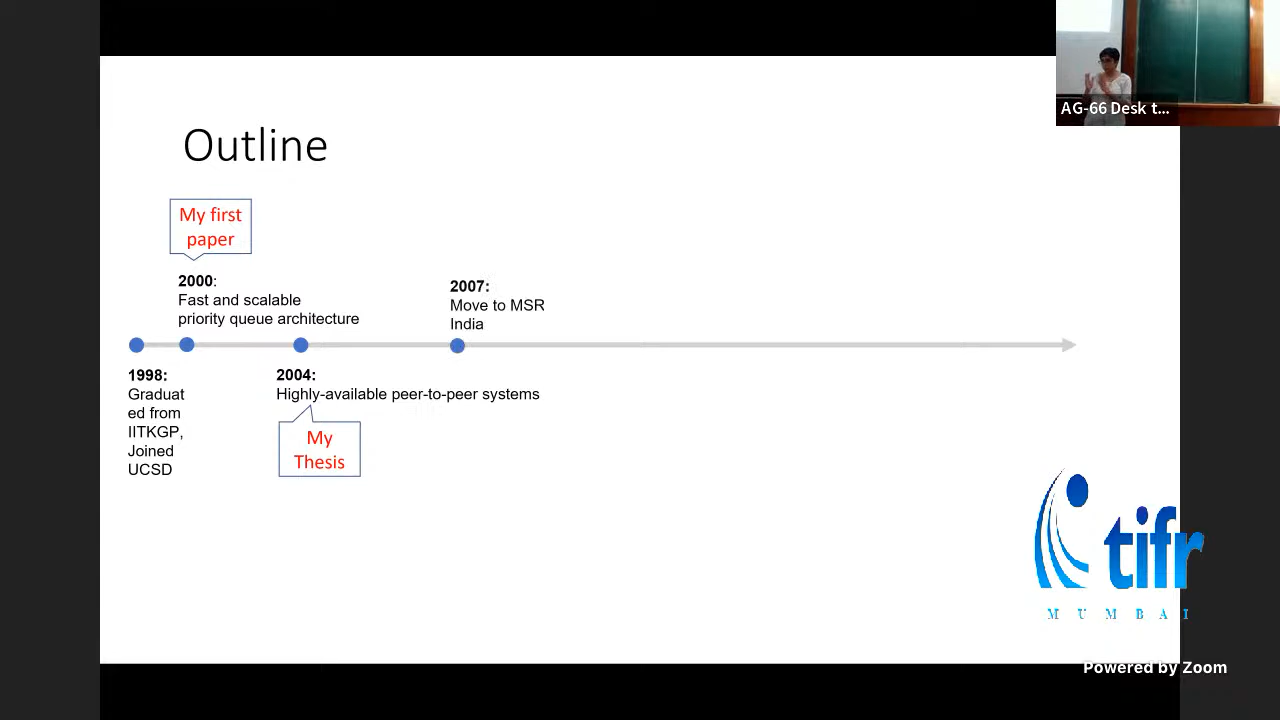 AG-66 Desk t...
Outline
My first
paper
2000:
Fast and scalable
priority queue architecture
2007:
Move to MSR
India
1998:
Graduat
ed from
IITKGP,
Joined
UCSD
2004:
Highly-available peer-to-peer systems
My
Thesis
tifr
MUMBAI
Powered by Zoom